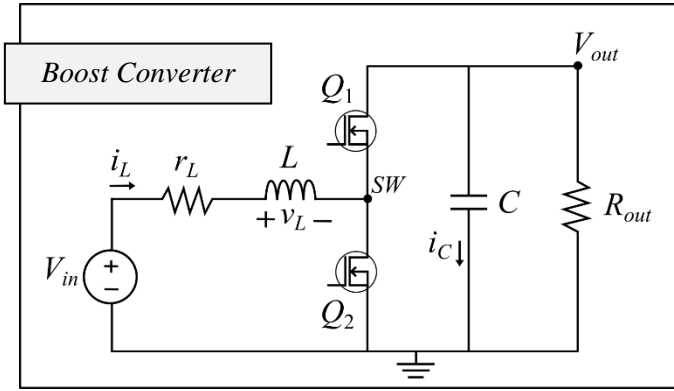 Boost Converter
V_out
Q_1
i_L
r_L
L
SW
+ v_L −
C
R_out
i_C
V_in
+
−
Q_2